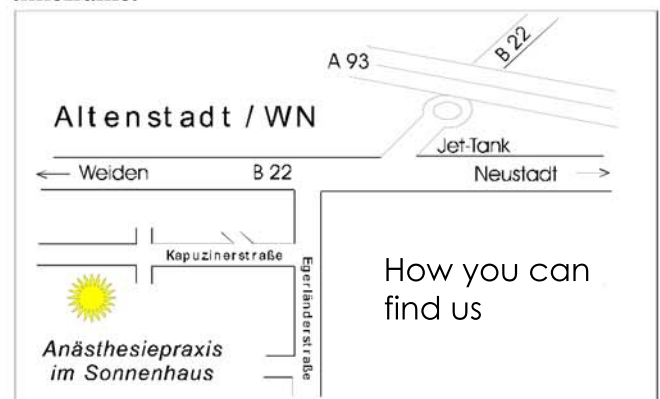 B 22
A 93
Altenstadt / WN
Jet-Tank
Weiden
B 22
Neustadt
Kapuzinerstraße
Egerländerstraße
How you can
find us
Anästhesiepraxis
im Sonnenhaus